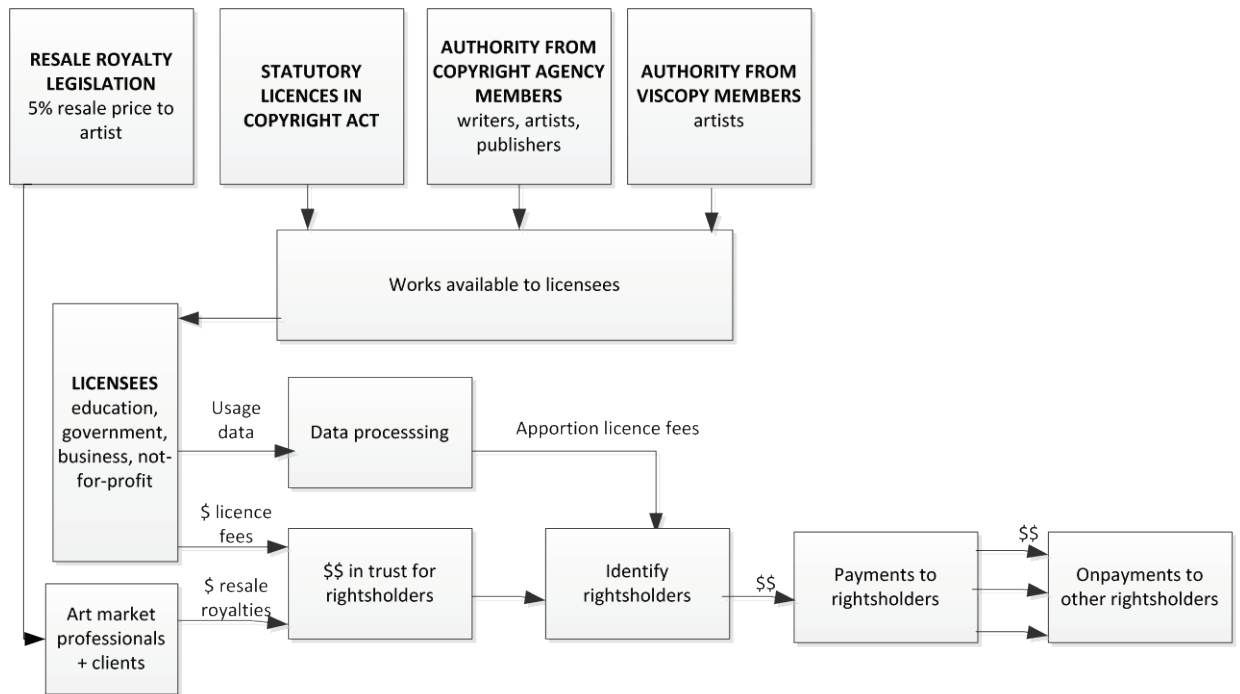 RESALE ROYALTY
LEGISLATION
5% resale price to
artist
STATUTORY
LICENCES IN
COPYRIGHT ACT
AUTHORITY FROM
COPYRIGHT AGENCY
MEMBERS
writers, artists,
publishers
AUTHORITY FROM
VISCOPY MEMBERS
artists
Works available to licensees
LICENSEES
education,
government,
business, not-
for-profit
Usage
data
Data processsing
Apportion licence fees
$ licence
fees
$ resale
royalties
Art market
professionals
+ clients
$$ in trust for
rightsholders
Identify
rightsholders
$$
Payments to
rightsholders
$$
Onpayments to
other rightsholders